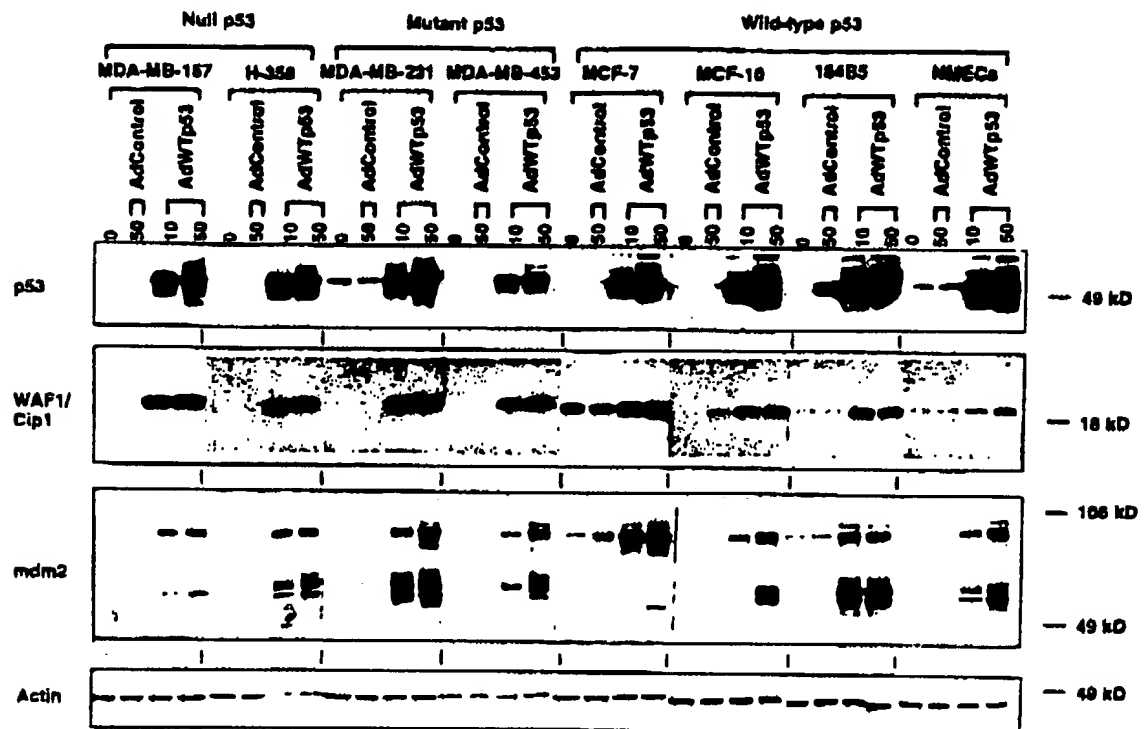 Null p53 Mutant p53 Wild-type p53
MDA-MB-157 H-358 MDA-MB-231 MDA-MB-453 MCF-7 MCF-10 184B5 NMECs
AdControl AdWTp53 AdControl AdWTp53 AdControl AdWTp53 AdControl AdWTp53 AdControl AdWTp53 AdControl AdWTp53 AdControl AdWTp53 AdControl AdWTp53
0 50 10 50 0 50 10 50 0 50 10 50 0 50 10 50 0 50 10 50 0 50 10 50 0 50 10 50 0 50 10 50
p53
49 kD
WAF1/
Cip1
18 kD
106 kD
mdm2
49 kD
Actin
49 kD